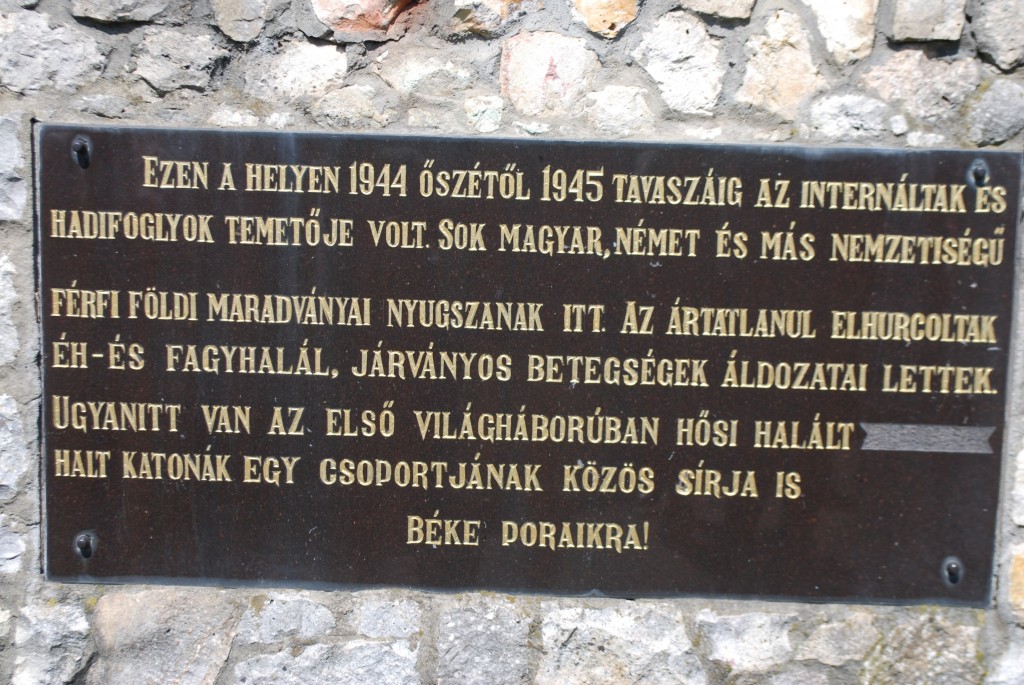 EZEN A HELYEN 1944 ŐSZÉTŐL 1945 TAVASZÁIG AZ INTERNÁLTAK ÉS
HADIFOGLYOK TEMETŐJE VOLT. SOK MAGYAR, NÉMET ÉS MÁS NEMZETISÉGŰ
FÉRFI FÖLDI MARADVÁNYAI NYUGSZANAK ITT. AZ ÁRTATLANUL ELHURCOLTAK
ÉH-ÉS FAGYHALÁL, JÁRVÁNYOS BETEGSÉGEK ÁLDOZATAI LETTEK.
UGYANITT VAN AZ ELSŐ VILÁGHÁBORÚBAN HŐSI HALÁLT
HALT KATONÁK EGY CSOPORTJÁNAK KÖZÖS SÍRJA IS
BÉKE PORAIKRA!